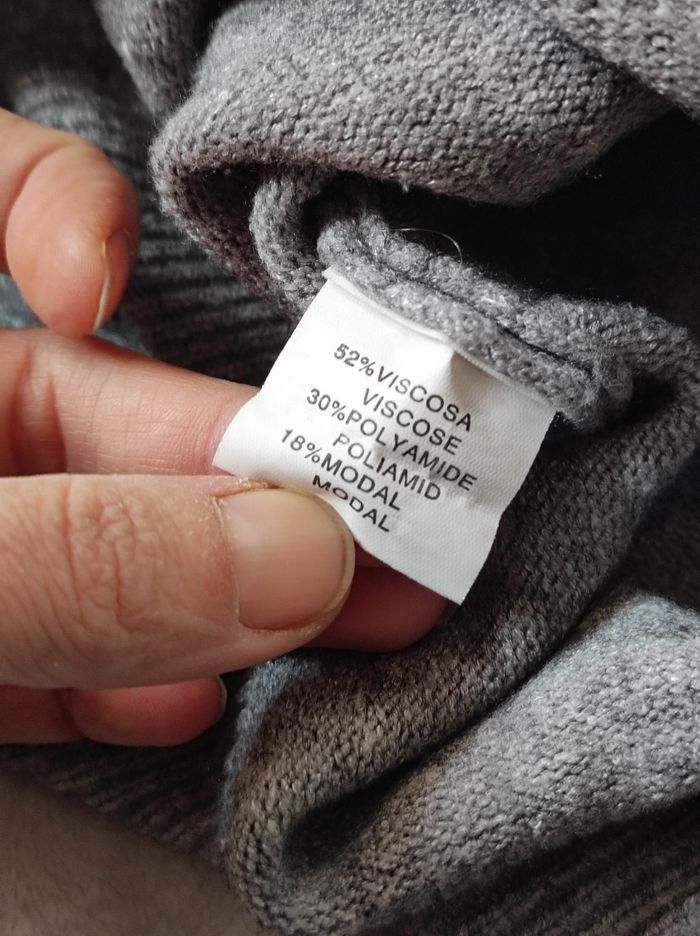 52%VISCOSA
VISCOSE
30%POLYAMIDE
POLIAMID
18%MODAL
MODAL